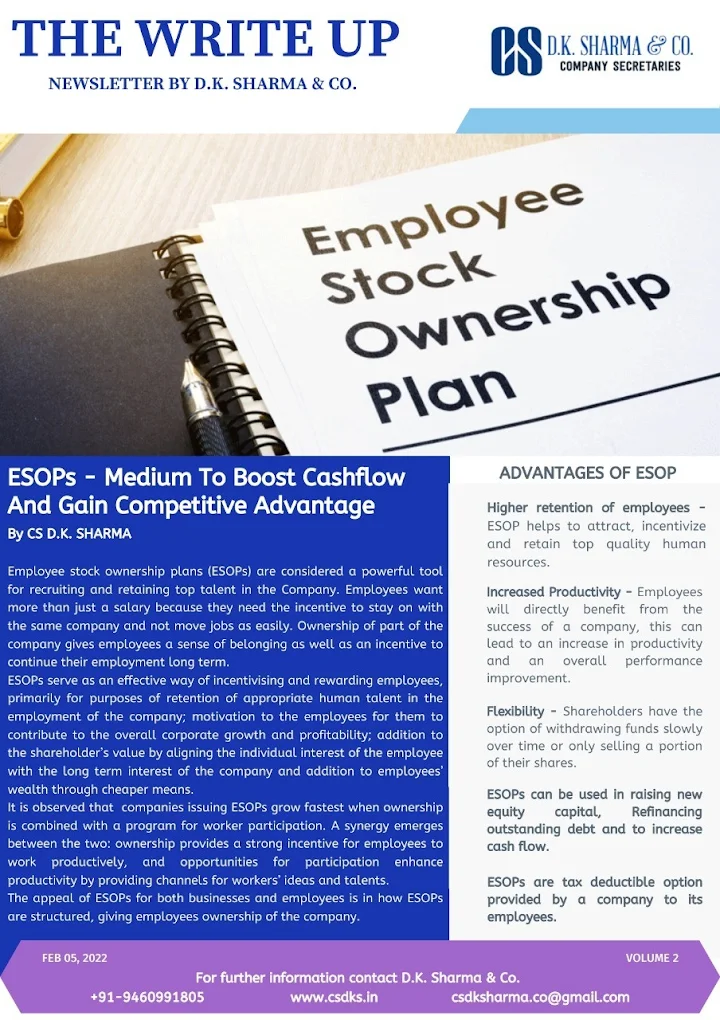 THE WRITE UP
NEWSLETTER BY D.K. SHARMA & CO.
CS D.K. SHARMA & CO.
COMPANY SECRETARIES
Employee
Stock
Ownership
Plan
ESOPs - Medium To Boost Cashflow
And Gain Competitive Advantage
By CS D.K. SHARMA
Employee stock ownership plans (ESOPs) are considered a powerful tool
for recruiting and retaining top talent in the Company. Employees want
more than just a salary because they need the incentive to stay on with
the same company and not move jobs as easily. Ownership of part of the
company gives employees a sense of belonging as well as an incentive to
continue their employment long term.
ESOPs serve as an effective way of incentivising and rewarding employees,
primarily for purposes of retention of appropriate human talent in the
employment of the company; motivation to the employees for them to
contribute to the overall corporate growth and profitability; addition to
the shareholder's value by aligning the individual interest of the employee
with the long term interest of the company and addition to employees'
wealth through cheaper means.
It is observed that companies issuing ESOPs grow fastest when ownership
is combined with a program for worker participation. A synergy emerges
between the two: ownership provides a strong incentive for employees to
work productively, and opportunities for participation enhance
productivity by providing channels for workers' ideas and talents.
The appeal of ESOPs for both businesses and employees is in how ESOPs
are structured, giving employees ownership of the company.
ADVANTAGES OF ESOP
Higher retention of employees -
ESOP helps to attract, incentivize
and retain top quality human
resources.
Increased Productivity - Employees
will directly benefit from the
success of a company, this can
lead to an increase in productivity
and an overall performance
improvement.
Flexibility - Shareholders have the
option of withdrawing funds slowly
over time or only selling a portion
of their shares.
ESOPs can be used in raising new
equity capital, Refinancing
outstanding debt and to increase
cash flow.
ESOPs are tax deductible option
provided by a company to its
employees.
FEB 05, 2022
VOLUME 2
For further information contact D.K. Sharma & Co.
+91-9460991805 www.csdks.in csdksharma.co@gmail.com